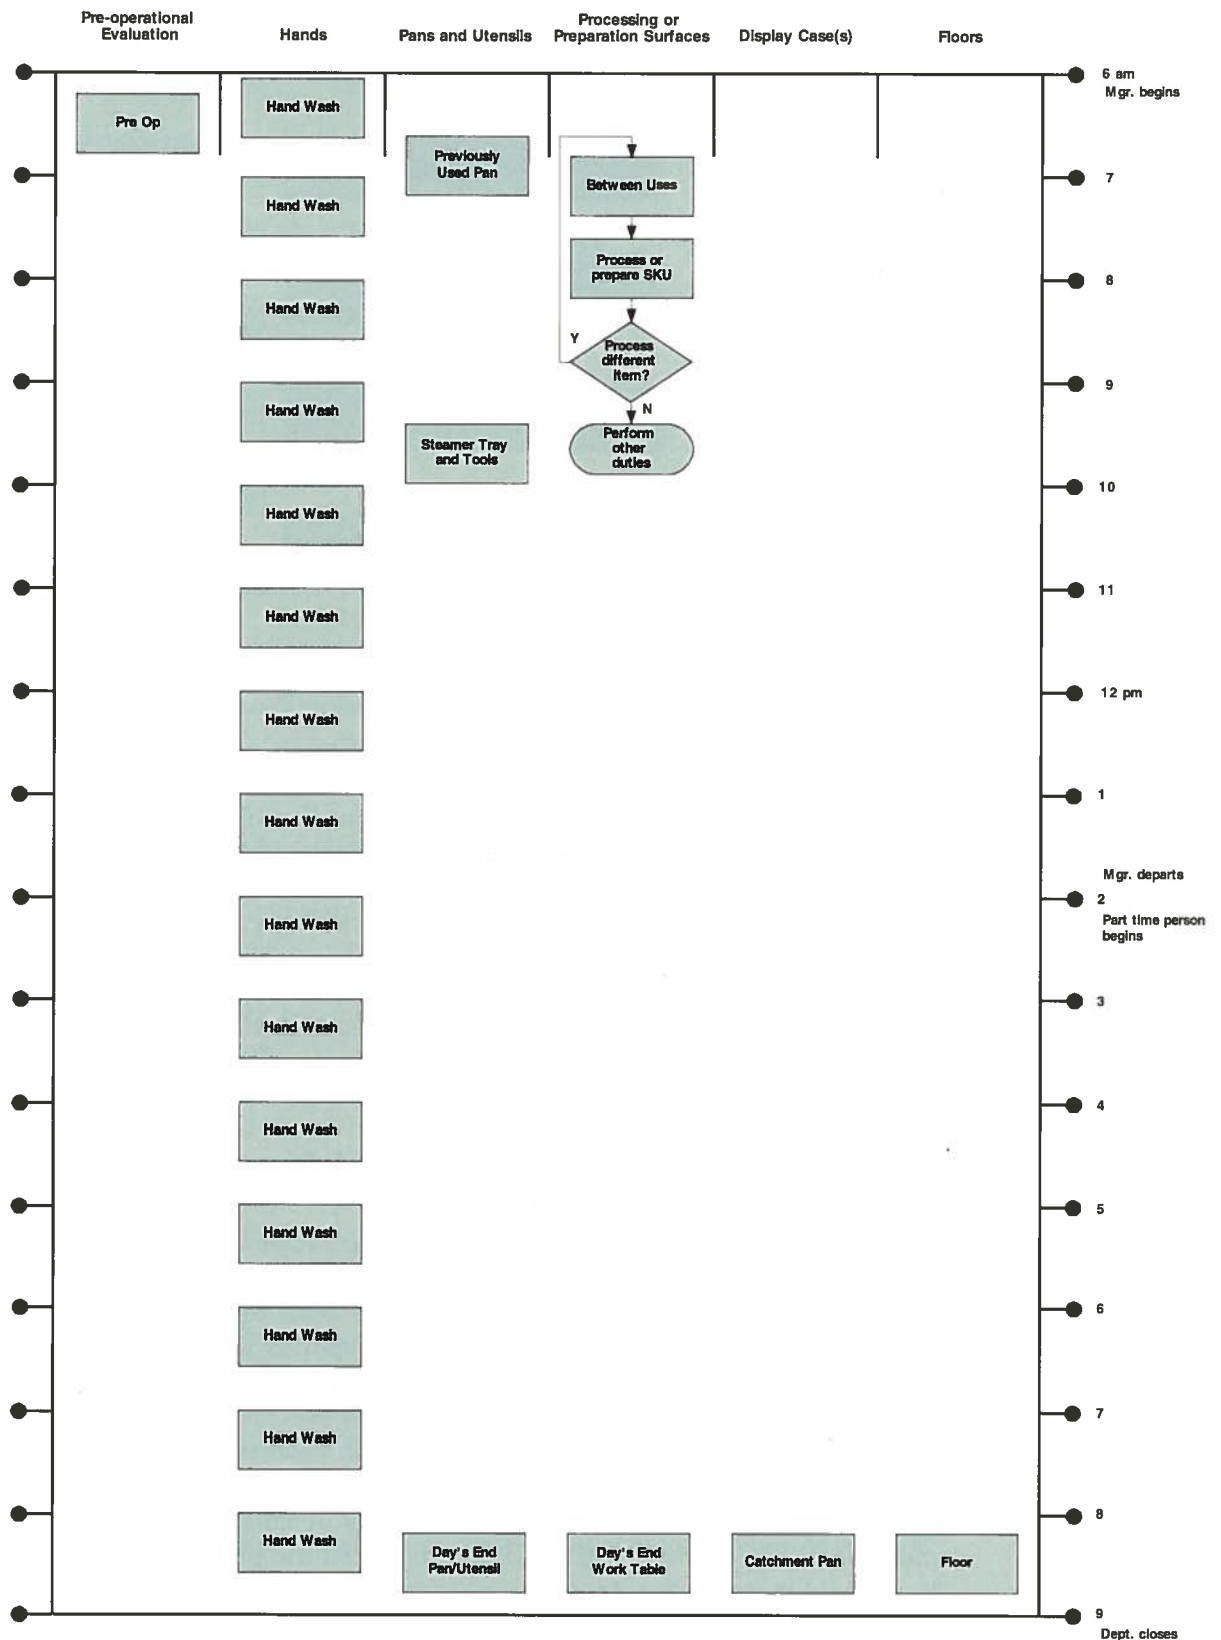 Pre-operational
Evaluation
Hands
Pans and Utensils
Processing or
Preparation Surfaces
Display Case(s)
Floors
6 am
Mgr. begins
Hand Wash
Pre Op
Previously
Used Pan
Between Uses
7
Hand Wash
Process or
prepare SKU
8
Hand Wash
Y
Process
different
item?
9
N
Hand Wash
Steamer Tray
and Tools
Perform
other
duties
10
Hand Wash
11
Hand Wash
12 pm
Hand Wash
1
Hand Wash
Mgr. departs
2
Part time person
begins
Hand Wash
3
Hand Wash
4
Hand Wash
5
Hand Wash
6
Hand Wash
7
Hand Wash
8
Hand Wash
Day's End
Pan/Utensil
Day's End
Work Table
Catchment Pan
Floor
9
Dept. closes